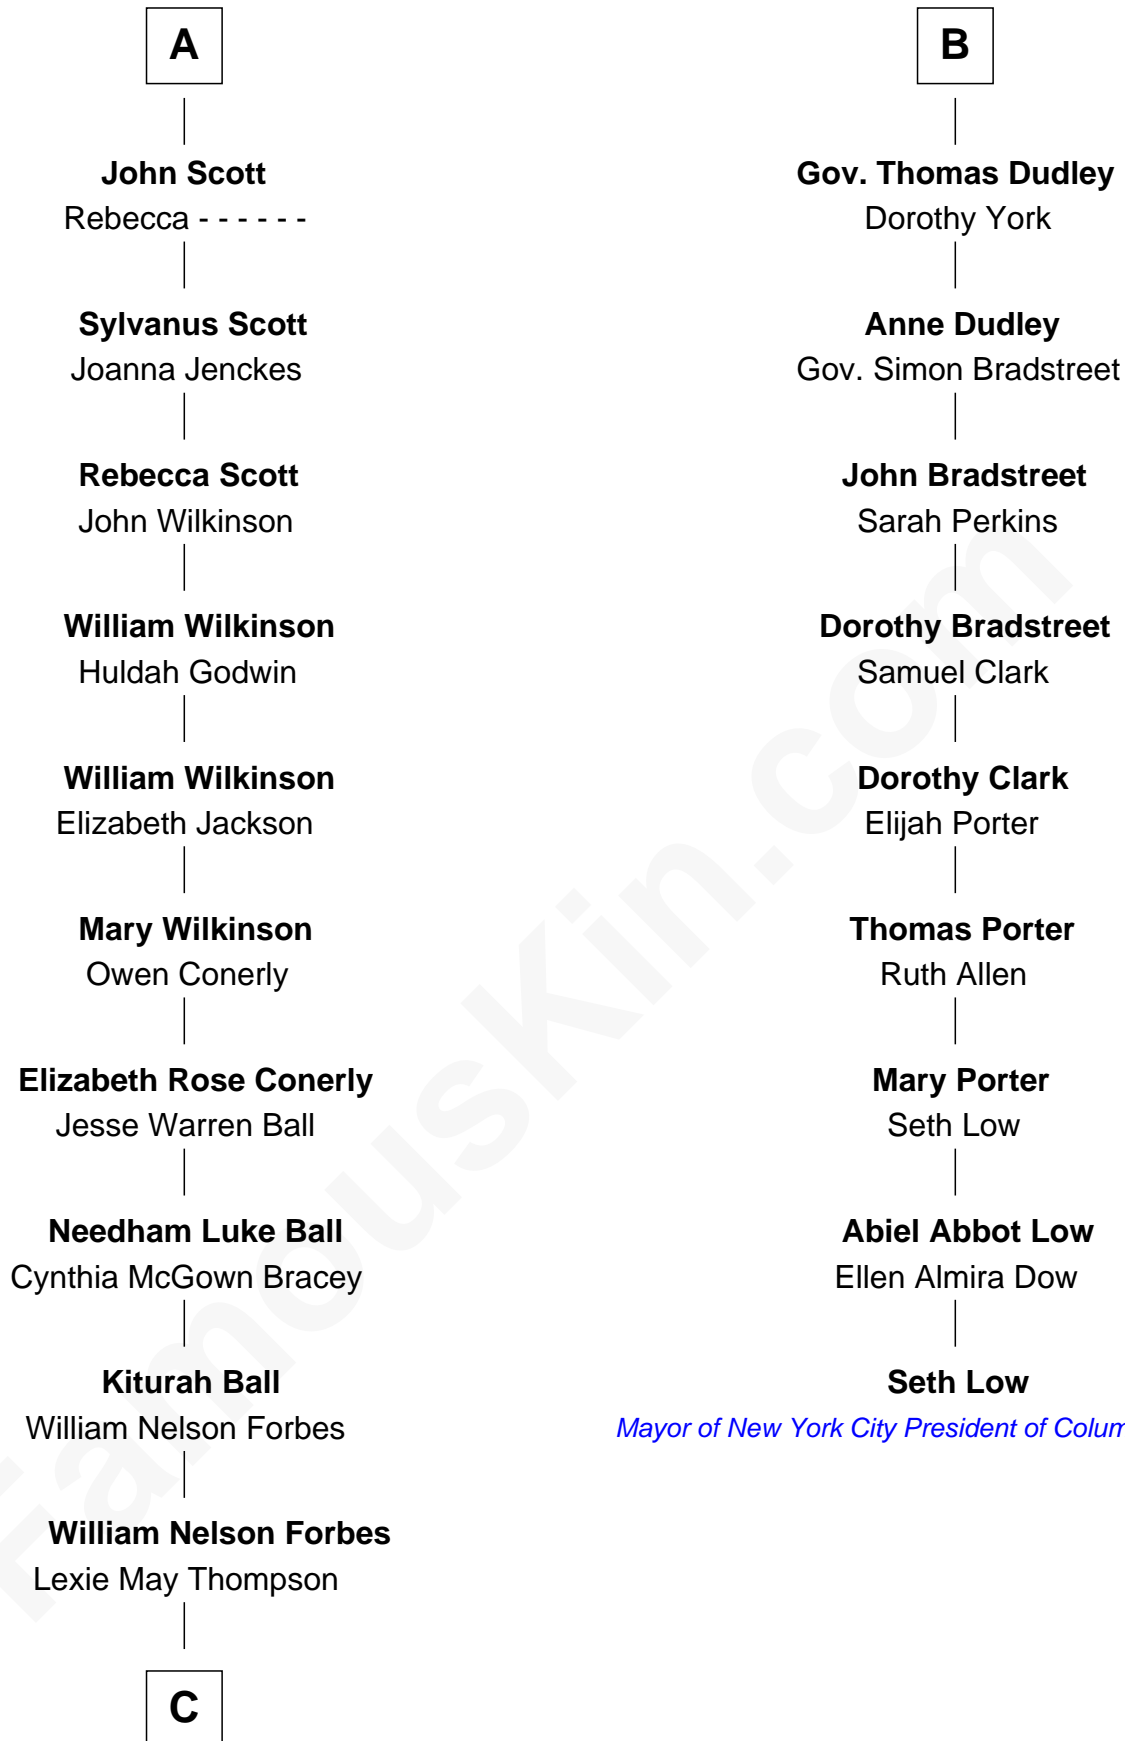 A
John Scott
Rebecca - - - - - -
Sylvanus Scott
Joanna Jenckes
Rebecca Scott
John Wilkinson
William Wilkinson
Huldah Godwin
William Wilkinson
Elizabeth Jackson
Mary Wilkinson
Owen Conerly
Elizabeth Rose Conerly
Jesse Warren Ball
Needham Luke Ball
Cynthia McGown Bracey
Kiturah Ball
William Nelson Forbes
William Nelson Forbes
Lexie May Thompson
C
B
Gov. Thomas Dudley
Dorothy York
Anne Dudley
Gov. Simon Bradstreet
John Bradstreet
Sarah Perkins
Dorothy Bradstreet
Samuel Clark
Dorothy Clark
Elijah Porter
Thomas Porter
Ruth Allen
Mary Porter
Seth Low
Abiel Abbot Low
Ellen Almira Dow
Seth Low
Mayor of New York City President of Colum
FamousKin.com